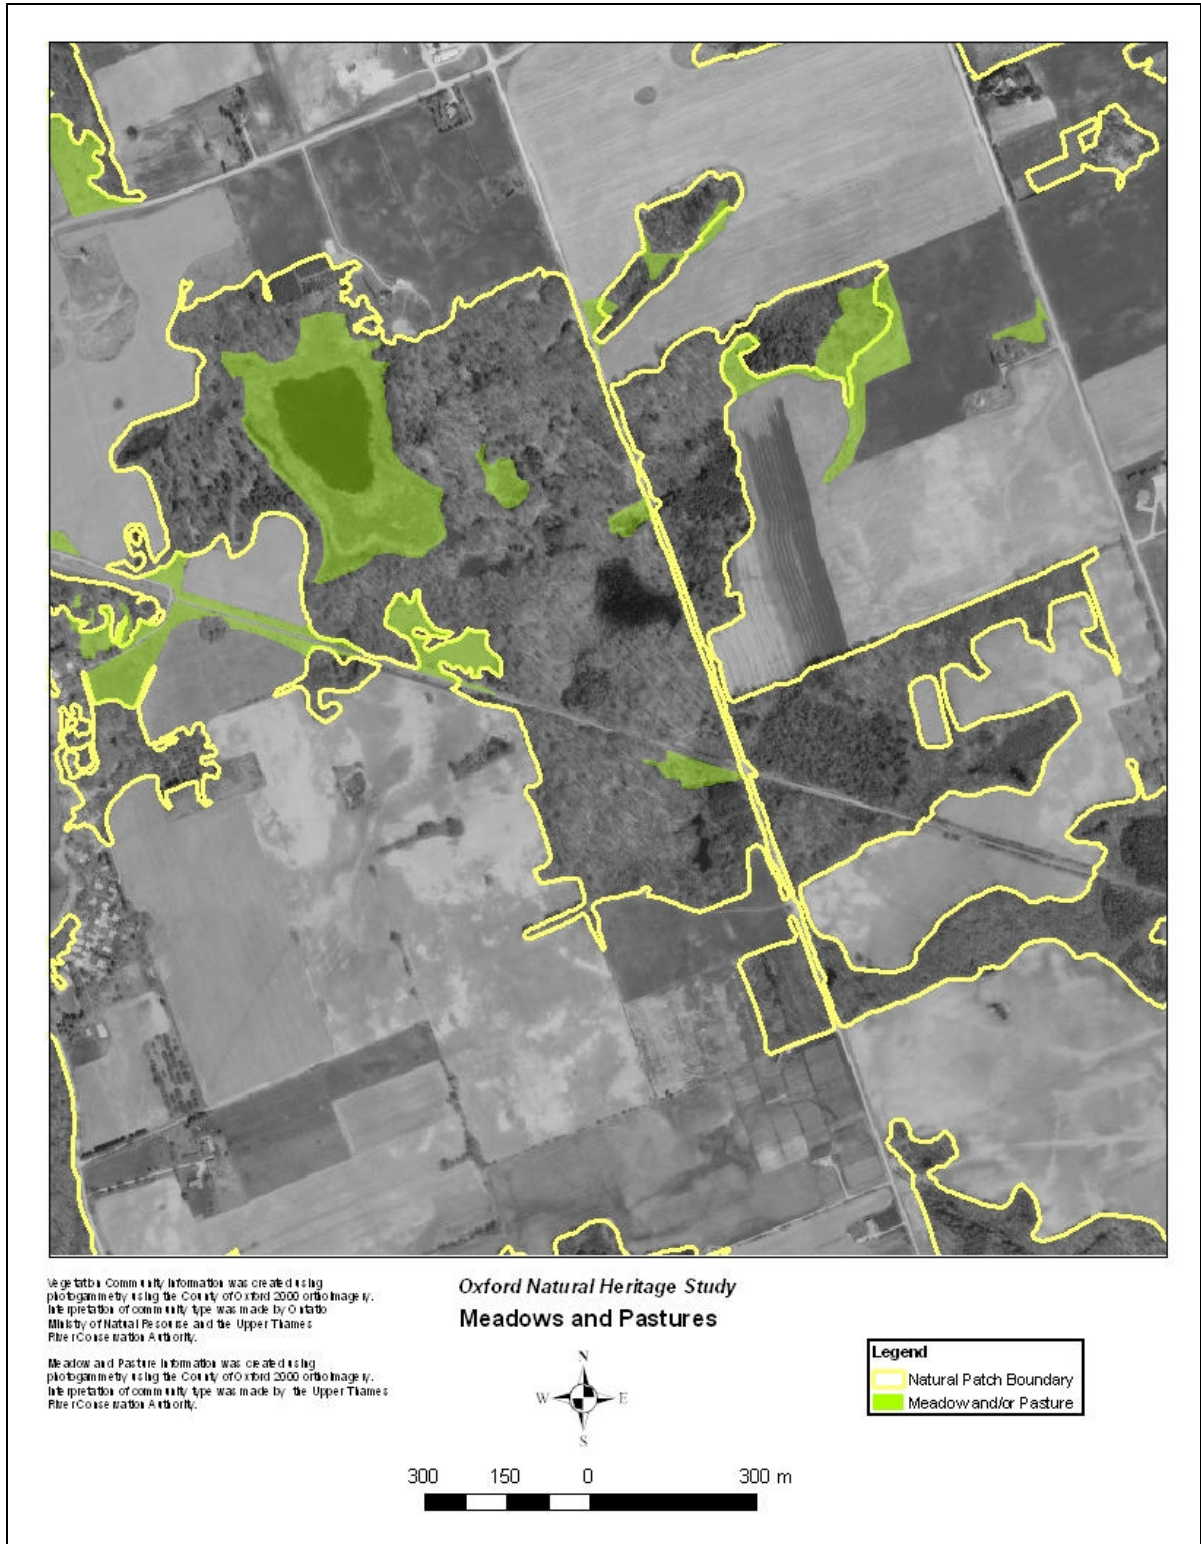 Vegetation Community Information was created using
photogammetry using the County of Oxford 2000 ortho imagery.
Interpretation of community type was made by Ontatio
Ministry of Natural Resourse and the Upper Thames
River Conservation Authority.
Meadow and Pasture Information was created using
photogammetry using the County of Oxford 2000 ortho imagery.
Interpretation of community type was made by the Upper Thames
River Conservation Authority.
Oxford Natural Heritage Study
Meadows and Pastures
N
W E
S
Legend
Natural Patch Boundary
Meadow and/or Pasture
300 150 0 300 m